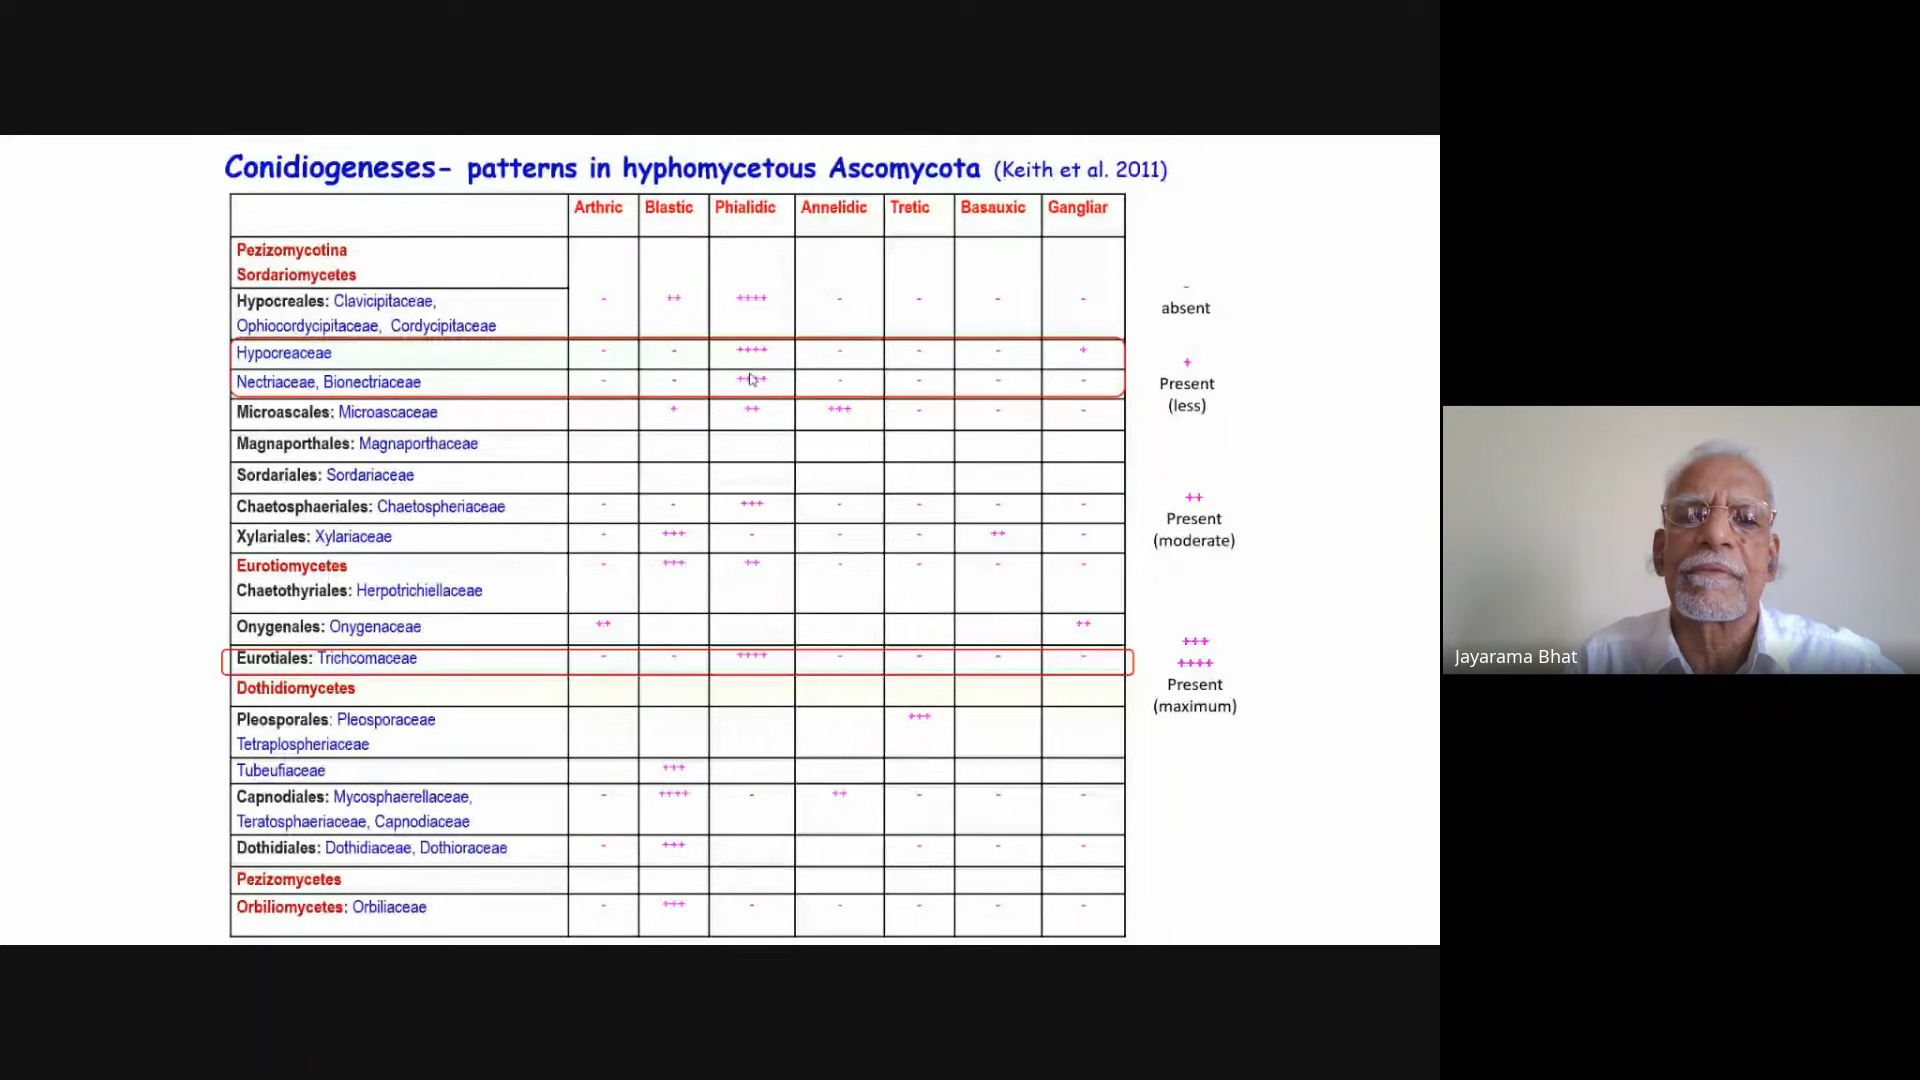 Conidiogeneses- patterns in hyphomycetous Ascomycota (Keith et al. 2011)
Arthric Blastic Phialidic Annelidic Tretic Basauxic Gangliar
Pezizomycotina
Sordariomycetes
Hypocreales: Clavicipitaceae, - ++ ++++ - - - -
Ophiocordycipitaceae, Cordycipitaceae
Hypocreaceae - - ++++ - - - +
Nectriaceae, Bionectriaceae - - ++++ - - - -
Microascales: Microascaceae + ++ +++ - - -
Magnaporthales: Magnaporthaceae
Sordariales: Sordariaceae
Chaetosphaeriales: Chaetospheriaceae - - +++ - - - -
Xylariales: Xylariaceae - +++ - - - ++ -
Eurotiomycetes - +++ ++ - - - -
Chaetothyriales: Herpotrichiellaceae
Onygenales: Onygenaceae ++ ++
Eurotiales: Trichcomaceae - - ++++ - - - -
Dothidiomycetes
Pleosporales: Pleosporaceae +++
Tetraplospheriaceae
Tubeufiaceae +++
Capnodiales: Mycosphaerellaceae, - ++++ - ++ - - -
Teratosphaeriaceae, Capnodiaceae
Dothidiales: Dothidiaceae, Dothioraceae - +++ - - -
Pezizomycetes
Orbiliomycetes: Orbiliaceae - +++ - - - - -
-
absent
+
Present
(less)
++
Present
(moderate)
+++
++++
Present
(maximum)
Jayarama Bhat